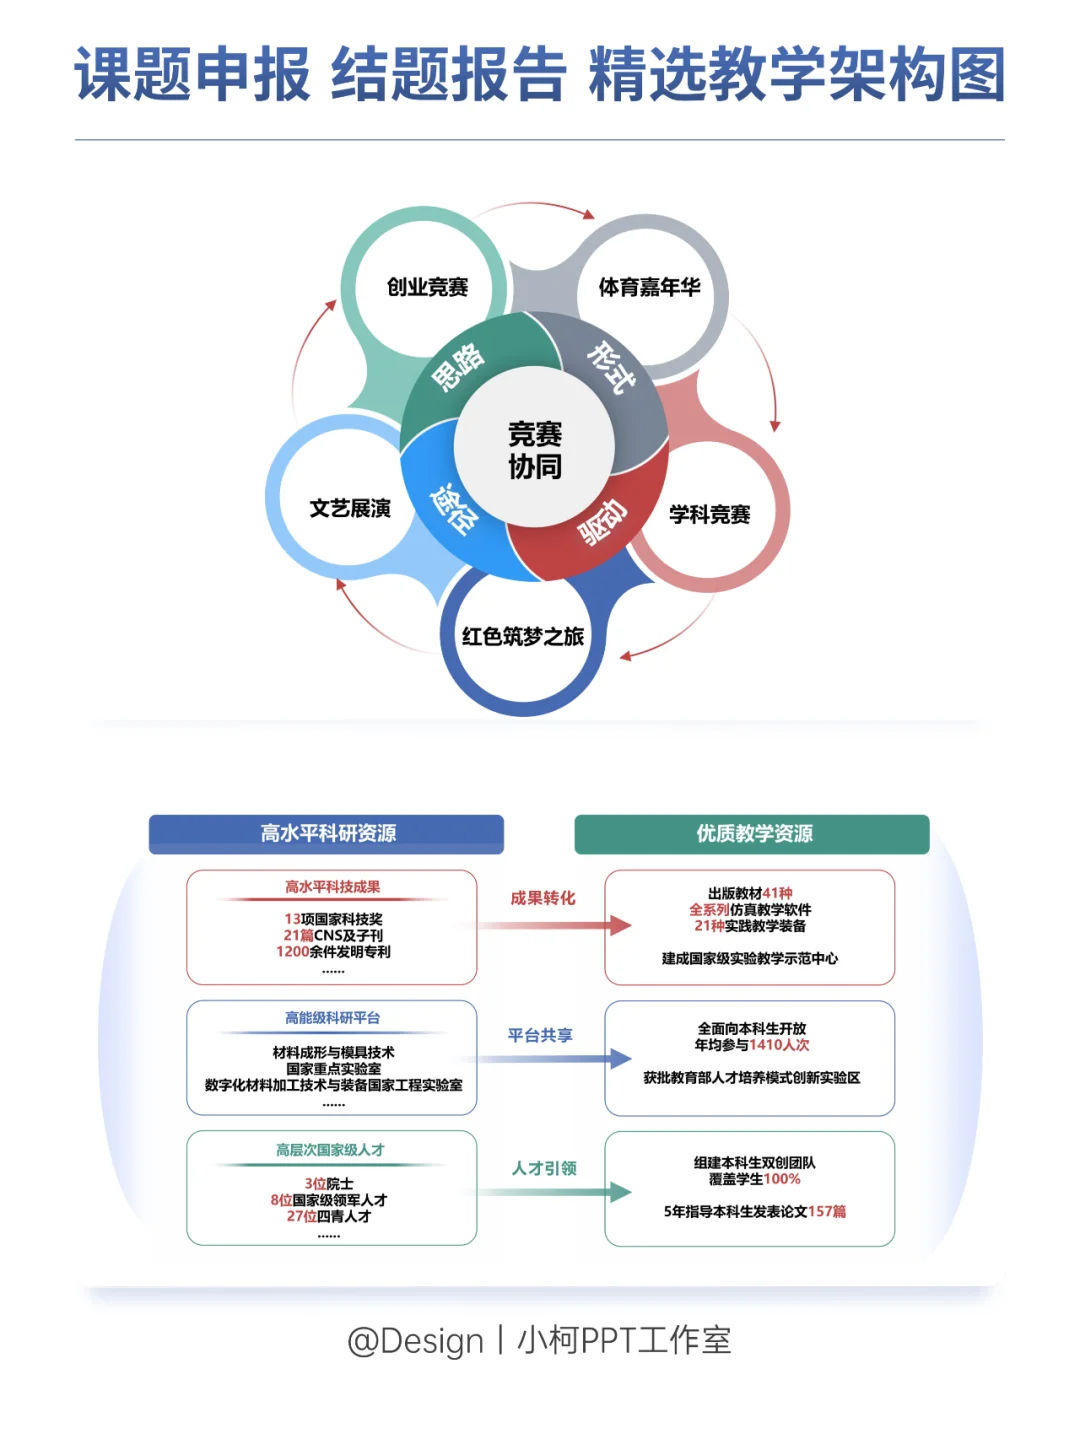 课题申报 结题报告 精选教学架构图
创业竞赛
体育嘉年华
思路
形式
竞赛
协同
文艺展演
途径
驱动
学科竞赛
红色筑梦之旅
高水平科研资源
优质教学资源
高水平科技成果
13项国家科技奖
21篇CNS及子刊
1200余件发明专利
……
成果转化
出版教材41种
全系列仿真教学软件
21种实践教学装备
建成国家级实验教学示范中心
高能级科研平台
材料成形与模具技术
国家重点实验室
数字化材料加工技术与装备国家工程实验室
……
平台共享
全面向本科生开放
年均参与1410人次
获批教育部人才培养模式创新实验区
高层次国家级人才
3位院士
8位国家级领军人才
27位四青人才
……
人才引领
组建本科生双创团队
覆盖学生100%
5年指导本科生发表论文157篇
@Design | 小柯PPT工作室